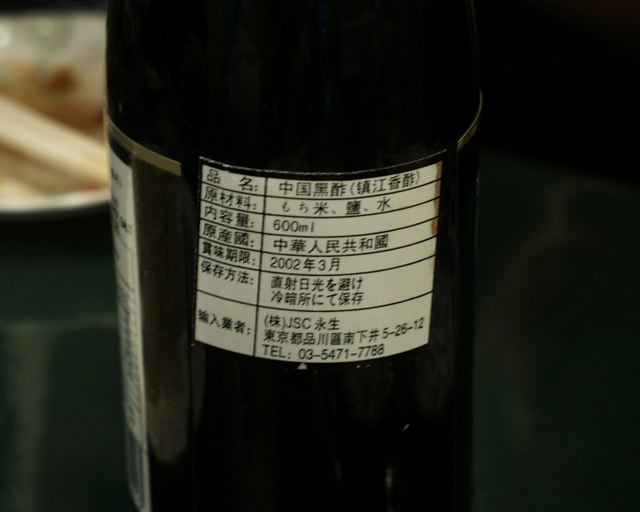 品 名: 中国黑酢(镇江香酢)
原材料: もち米、鹽、水
内容量: 600ml
原産國: 中華人民共和國
賞味期限: 2002年3月
保存方法: 直射日光を避け
冷暗所にて保存
輸入業者: (株)JSC永生
東京都品川區南下井5-26-12
TEL: 03-5471-7788